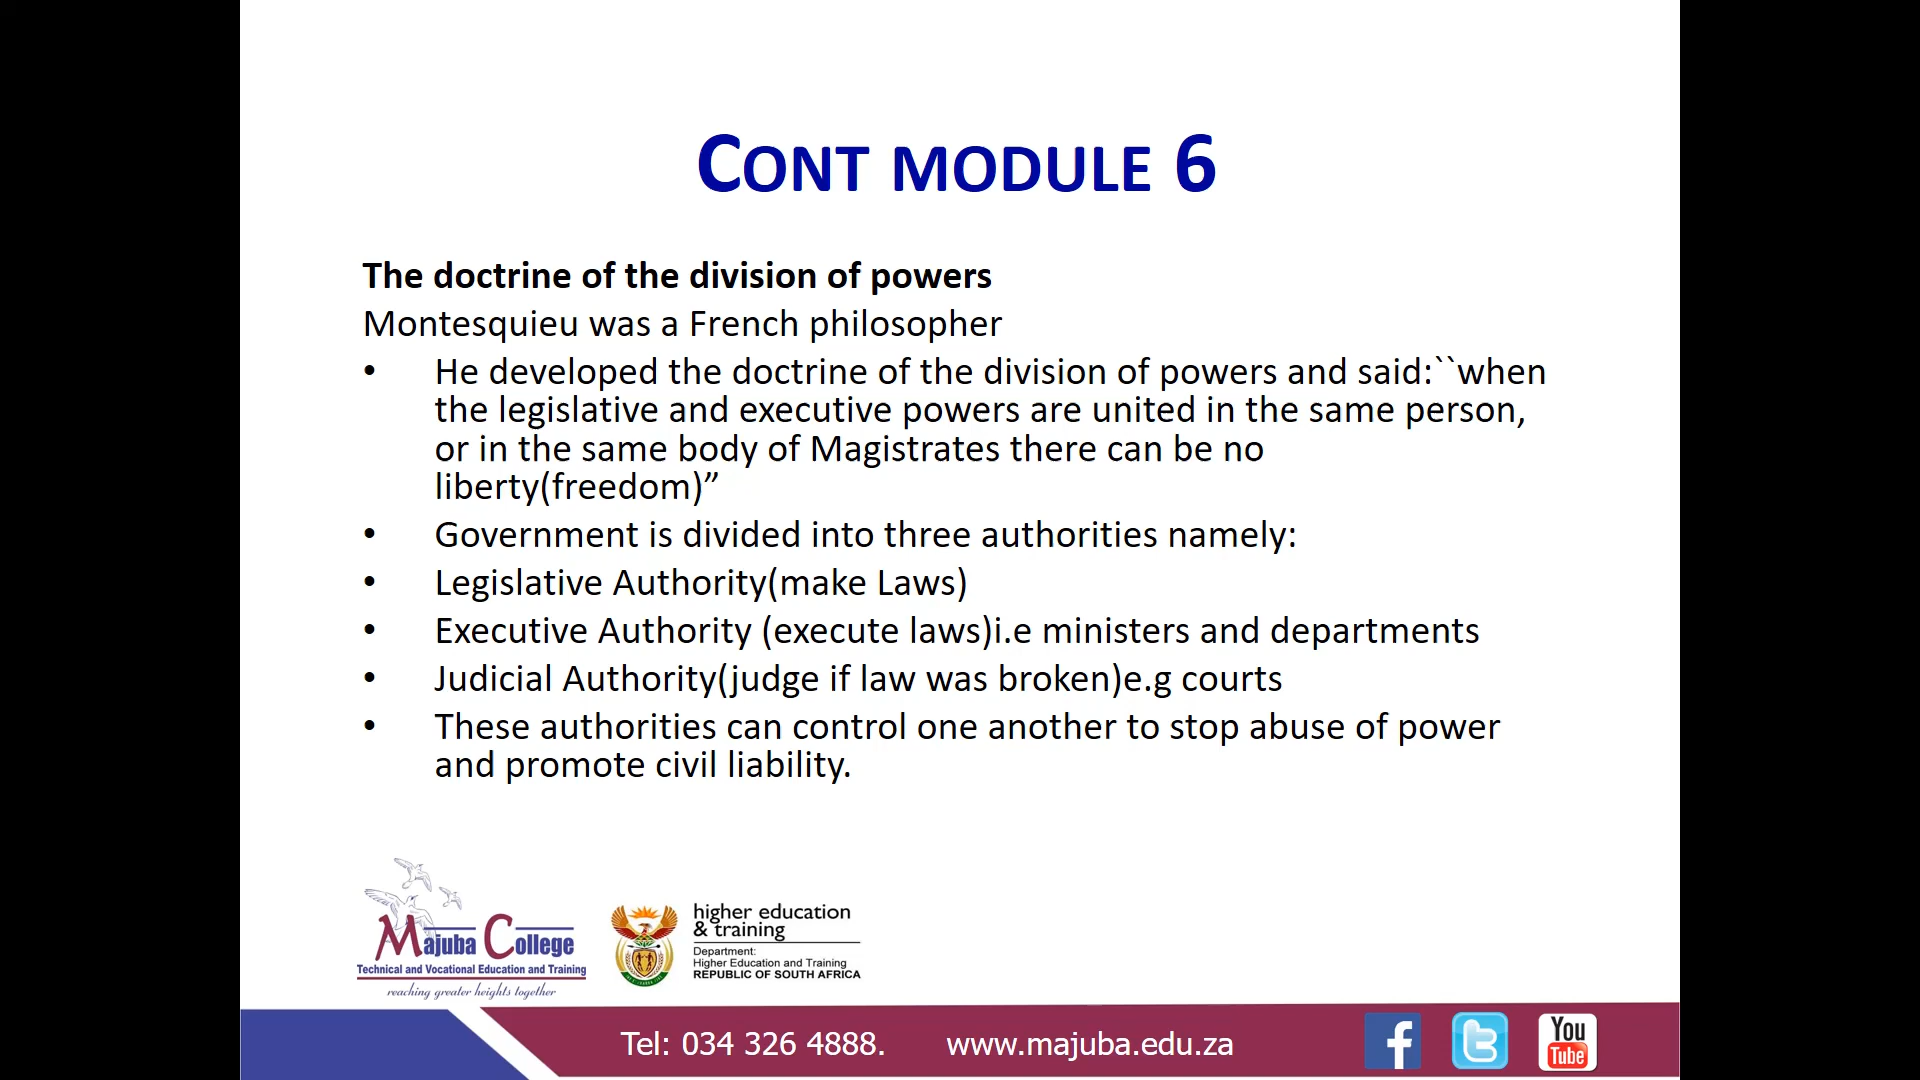 CONT MODULE 6
The doctrine of the division of powers
Montesquieu was a French philosopher
• He developed the doctrine of the division of powers and said:``when
the legislative and executive powers are united in the same person,
or in the same body of Magistrates there can be no
liberty(freedom)”
• Government is divided into three authorities namely:
• Legislative Authority(make Laws)
• Executive Authority (execute laws)i.e ministers and departments
• Judicial Authority(judge if law was broken)e.g courts
• These authorities can control one another to stop abuse of power
and promote civil liability.
Majuba College
Technical and Vocational Education and Training
reaching greater heights together
higher education
& training
Department:
Higher Education and Training
REPUBLIC OF SOUTH AFRICA
Tel: 034 326 4888. www.majuba.edu.za
You
Tube